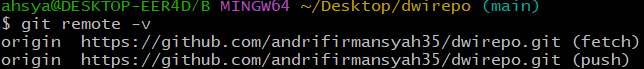 ahsya@DESKTOP-EER4D/B MINGW64 ~/Desktop/dwirepo (main)
$ git remote -v
origin  https://github.com/andrifirmansyah35/dwirepo.git (fetch)
origin  https://github.com/andrifirmansyah35/dwirepo.git (push)